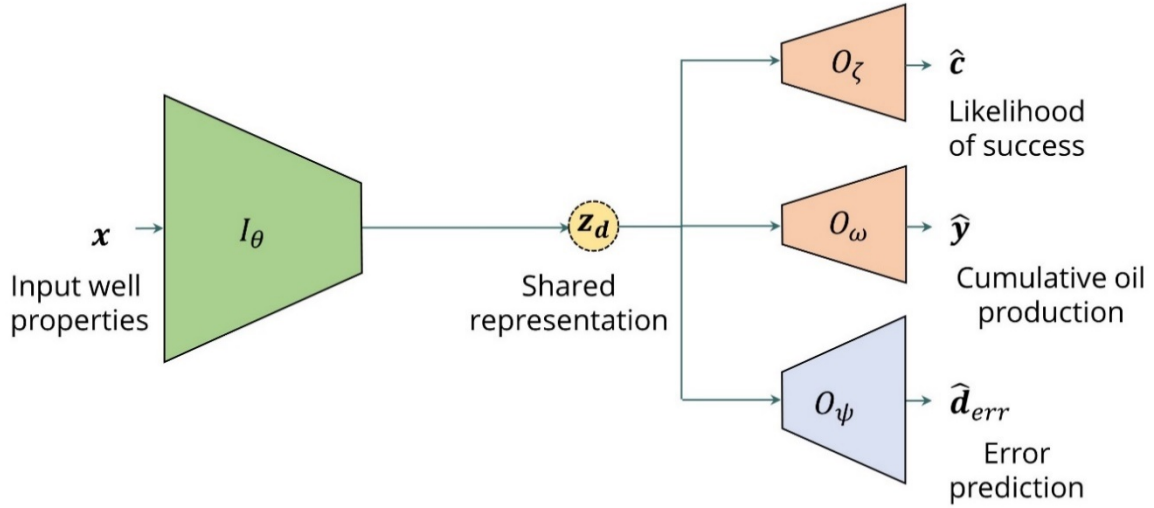 x
Input well
properties
I_θ
z_d
Shared
representation
O_ζ
ĉ
Likelihood
of success
O_ω
ŷ
Cumulative oil
production
O_ψ
d̂_err
Error
prediction